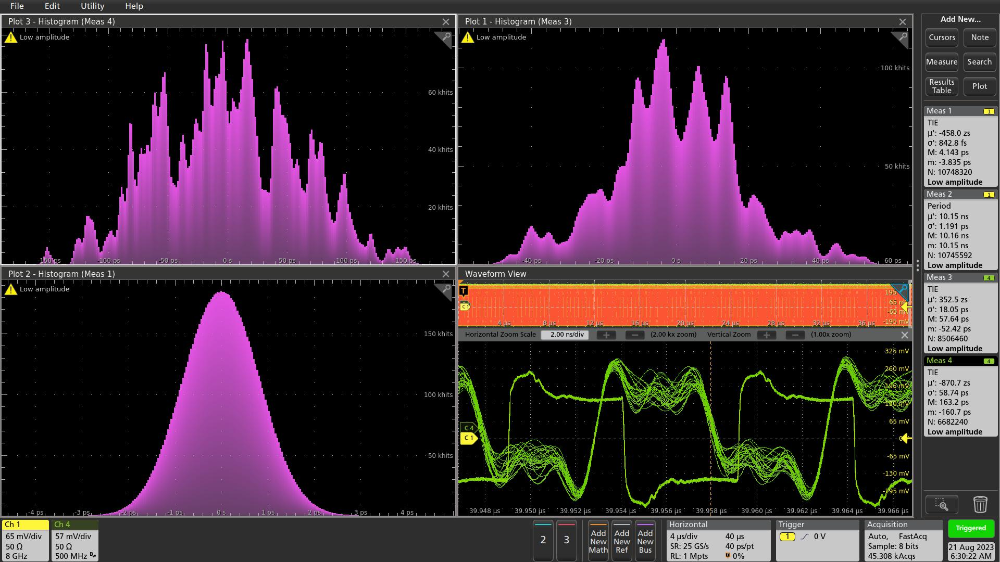 File Edit Utility Help
Plot 3 - Histogram (Meas 4)
Low amplitude
60 khits
40 khits
20 khits
-150 ps -100 ps -50 ps 0 s 50 ps 100 ps 150 ps
Plot 1 - Histogram (Meas 3)
Low amplitude
100 khits
50 khits
-40 ps -20 ps 0 s 20 ps 40 ps 60 ps
Plot 2 - Histogram (Meas 1)
Low amplitude
150 khits
100 khits
50 khits
-4 ps -3 ps -2 ps -1 ps 0 s 1 ps 2 ps 3 ps 4 ps
Waveform View
T
C 1
195
65 m
-65 mV
-195 mV
4 µs 8 µs 12 µs 16 µs 20 µs 24 µs 28 µs 32 µs 36 µs
Horizontal Zoom Scale 2.00 ns/div + − (2.00 kx zoom) Vertical Zoom + − (1.00x zoom)
325 mV
260 mV
195 mV
130 mV
65 mV
C 4
C 1
0
-65 mV
-130 mV
-195 mV
39.948 µs 39.950 µs 39.952 µs 39.954 µs 39.956 µs 39.958 µs 39.960 µs 39.962 µs 39.964 µs 39.966 µs
Add New...
Cursors Note
Measure Search
Results Table Plot
Meas 1 1
TIE
µ': -458.0 zs
σ': 842.8 fs
M: 4.143 ps
m: -3.835 ps
N: 10748320
Low amplitude
Meas 2 1
Period
µ': 10.15 ns
σ': 1.191 ps
M: 10.16 ns
m: 10.15 ns
N: 10745592
Low amplitude
Meas 3 4
TIE
µ': 352.5 zs
σ': 18.05 ps
M: 57.64 ps
m: -52.42 ps
N: 8506460
Low amplitude
Meas 4 4
TIE
µ': -870.7 zs
σ': 58.74 ps
M: 163.2 ps
m: -160.7 ps
N: 6682240
Low amplitude
Ch 1
65 mV/div
50 Ω
8 GHz
Ch 4
57 mV/div
50 Ω
500 MHz Bw
2
3
Add New Math
Add New Ref
Add New Bus
Horizontal
4 µs/div 40 µs
SR: 25 GS/s 40 ps/pt
RL: 1 Mpts T 0%
Trigger
1 0 V
Acquisition
Auto, FastAcq
Sample: 8 bits
45.308 kAcqs
Triggered
21 Aug 2023
6:30:22 AM